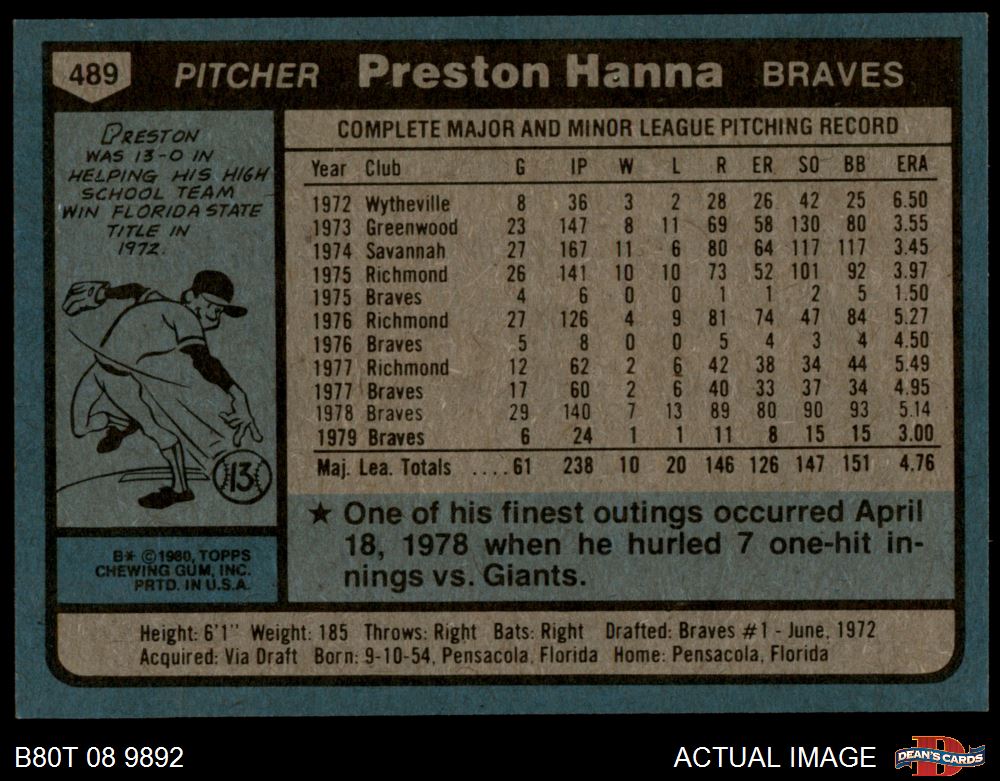 489 PITCHER Preston Hanna BRAVES
PRESTON
WAS 13-0 IN
HELPING HIS HIGH
SCHOOL TEAM
WIN FLORIDA STATE
TITLE IN
1972.
13
B* © 1980, TOPPS
CHEWING GUM, INC.
PRTD. IN U.S.A.
COMPLETE MAJOR AND MINOR LEAGUE PITCHING RECORD
Year Club G IP W L R ER SO BB ERA
1972 Wytheville 8 36 3 2 28 26 42 25 6.50
1973 Greenwood 23 147 8 11 69 58 130 80 3.55
1974 Savannah 27 167 11 6 80 64 117 117 3.45
1975 Richmond 26 141 10 10 73 52 101 92 3.97
1975 Braves 4 6 0 0 1 1 2 5 1.50
1976 Richmond 27 126 4 9 81 74 47 84 5.27
1976 Braves 5 8 0 0 5 4 3 4 4.50
1977 Richmond 12 62 2 6 42 38 34 44 5.49
1977 Braves 17 60 2 6 40 33 37 34 4.95
1978 Braves 29 140 7 13 89 80 90 93 5.14
1979 Braves 6 24 1 1 11 8 15 15 3.00
Maj. Lea. Totals ....61 238 10 20 146 126 147 151 4.76
★ One of his finest outings occurred April
18, 1978 when he hurled 7 one-hit in-
nings vs. Giants.
Height: 6'1" Weight: 185 Throws: Right Bats: Right Drafted: Braves #1 - June, 1972
Acquired: Via Draft Born: 9-10-54, Pensacola, Florida Home: Pensacola, Florida
B80T 08 9892 ACTUAL IMAGE
D
DEAN'S CARDS